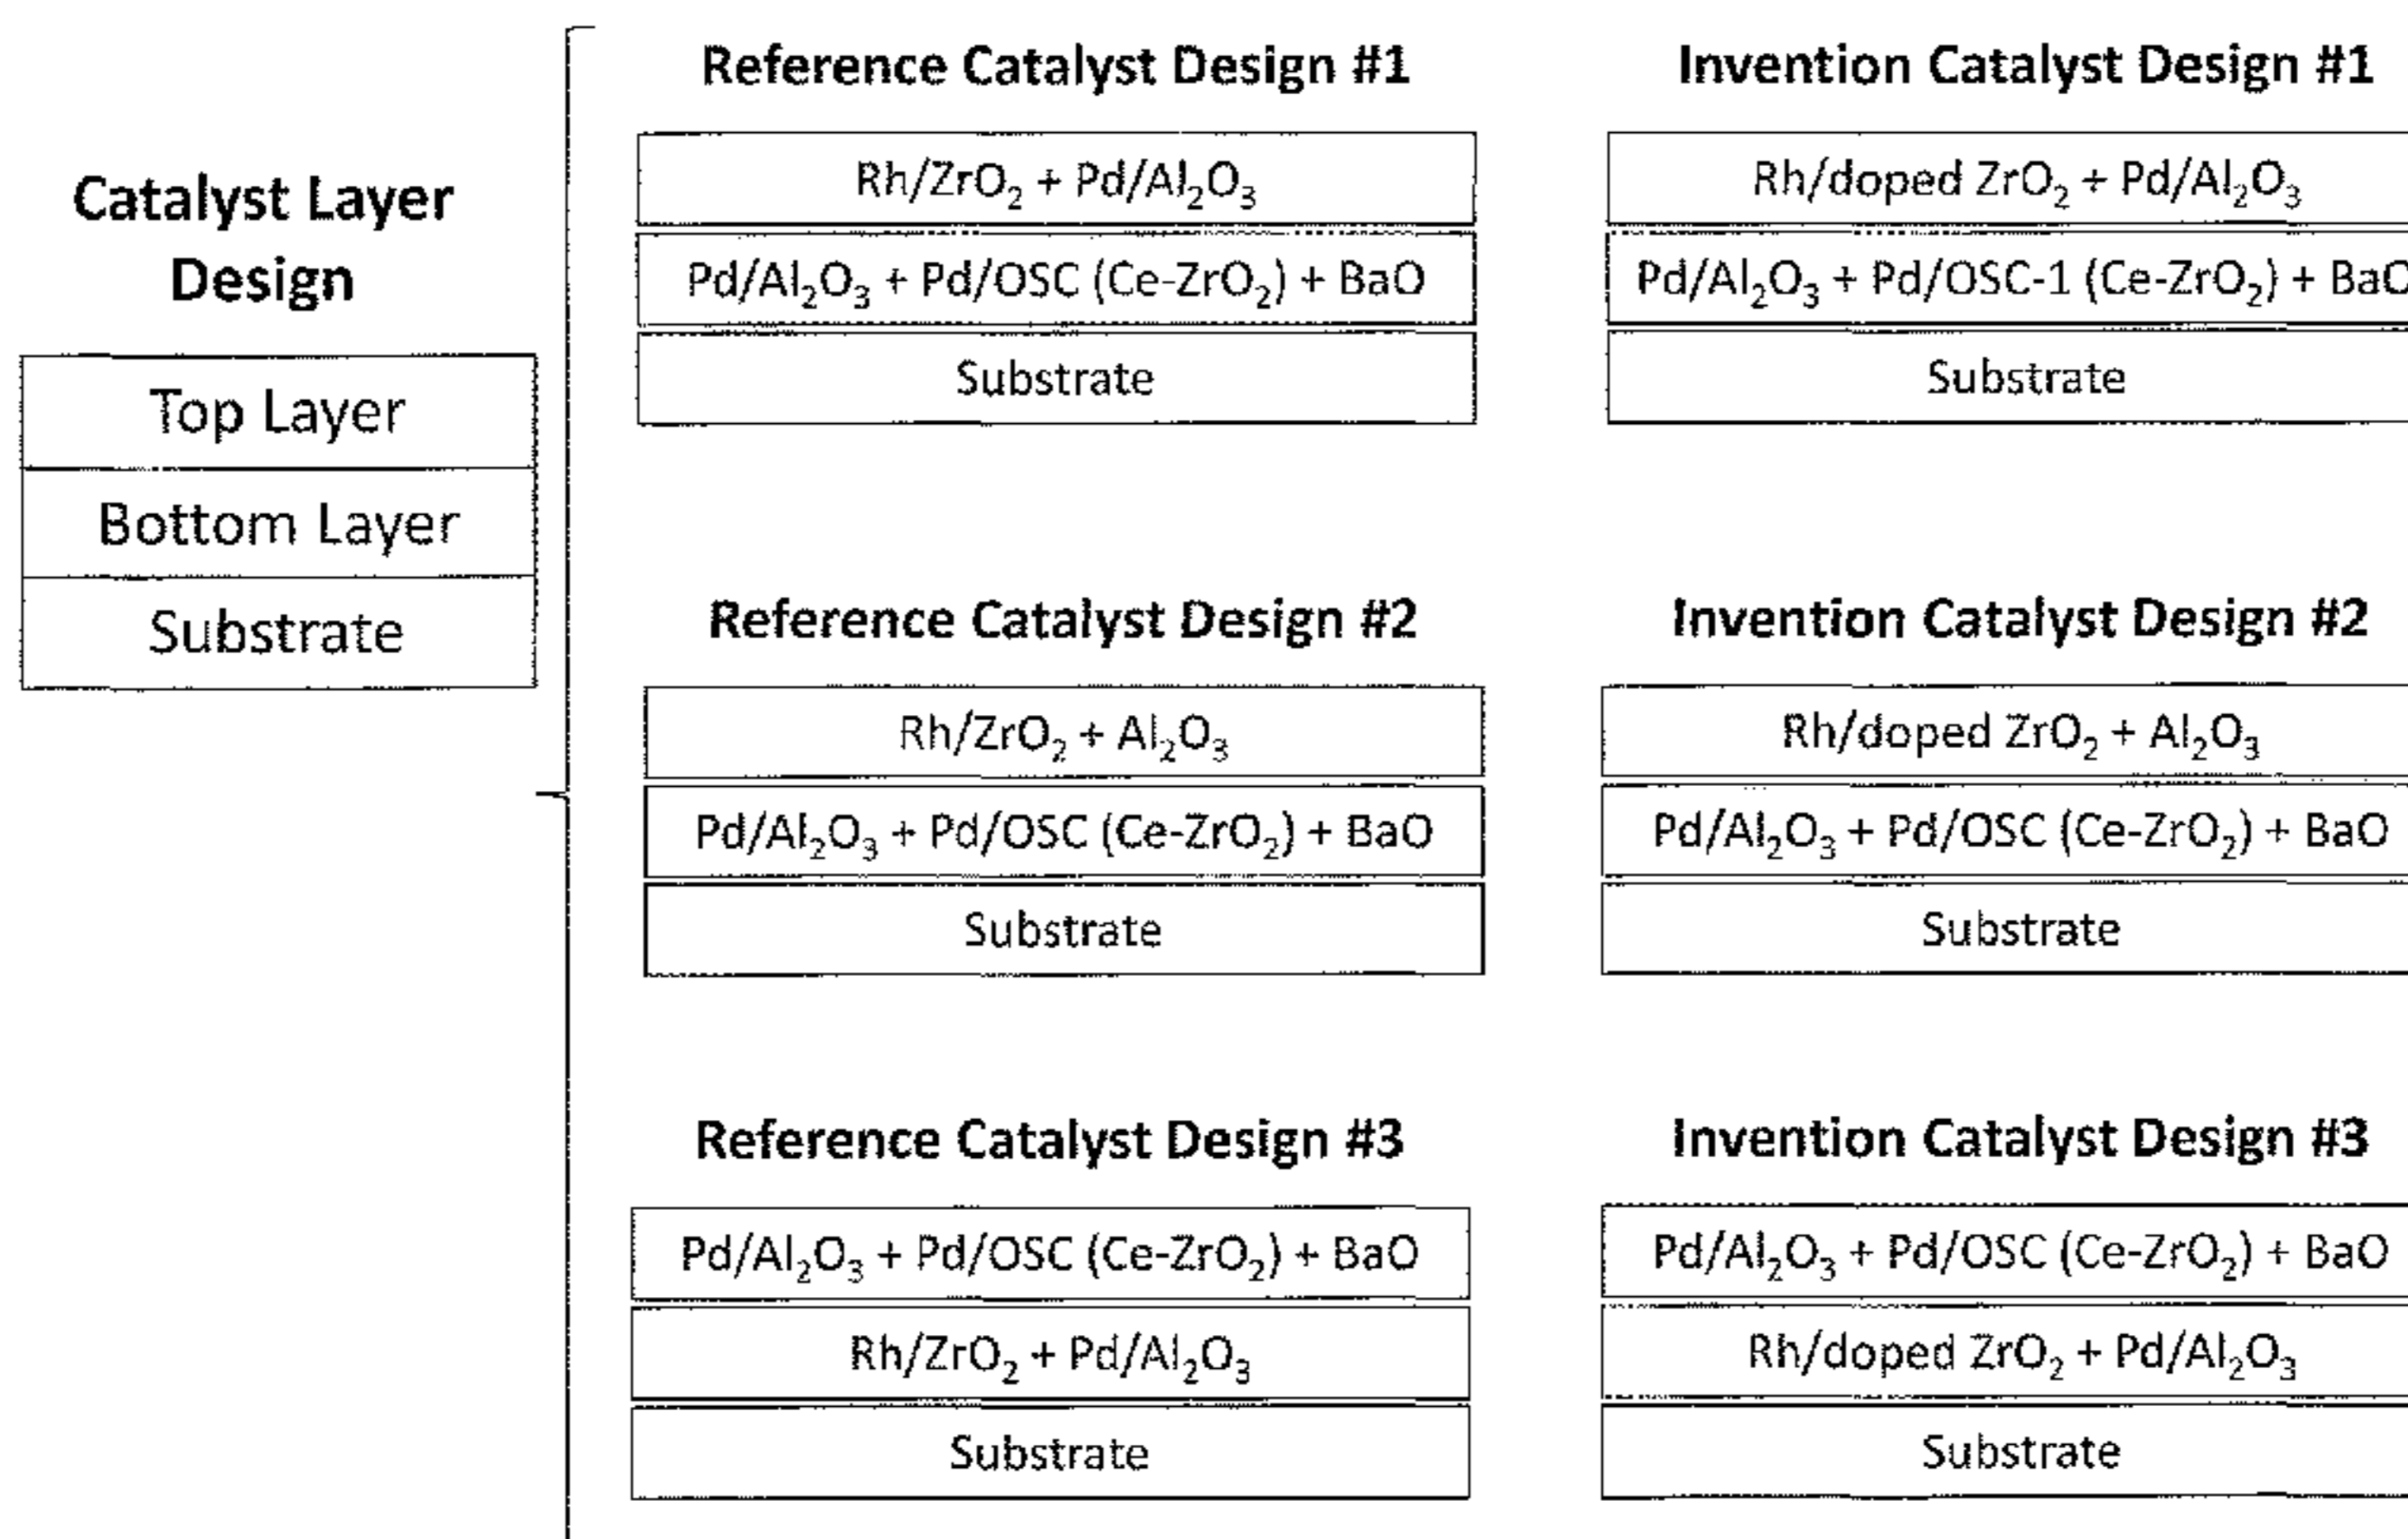 Catalyst Layer
Design
Top Layer
Bottom Layer
Substrate
Reference Catalyst Design #1
Rh/ZrO₂ + Pd/Al₂O₃
Pd/Al₂O₃ + Pd/OSC (Ce-ZrO₂) + BaO
Substrate
Invention Catalyst Design #1
Rh/doped ZrO₂ + Pd/Al₂O₃
Pd/Al₂O₃ + Pd/OSC-1 (Ce-ZrO₂) + BaO
Substrate
Reference Catalyst Design #2
Rh/ZrO₂ + Al₂O₃
Pd/Al₂O₃ + Pd/OSC (Ce-ZrO₂) + BaO
Substrate
Invention Catalyst Design #2
Rh/doped ZrO₂ + Al₂O₃
Pd/Al₂O₃ + Pd/OSC (Ce-ZrO₂) + BaO
Substrate
Reference Catalyst Design #3
Pd/Al₂O₃ + Pd/OSC (Ce-ZrO₂) + BaO
Rh/ZrO₂ + Pd/Al₂O₃
Substrate
Invention Catalyst Design #3
Pd/Al₂O₃ + Pd/OSC (Ce-ZrO₂) + BaO
Rh/doped ZrO₂ + Pd/Al₂O₃
Substrate